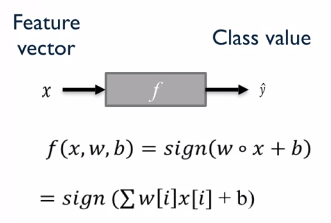 Feature vector
Class value
x f ŷ
f(x, w, b) = sign(w ∘ x + b)
= sign (∑w[i]x[i] + b)